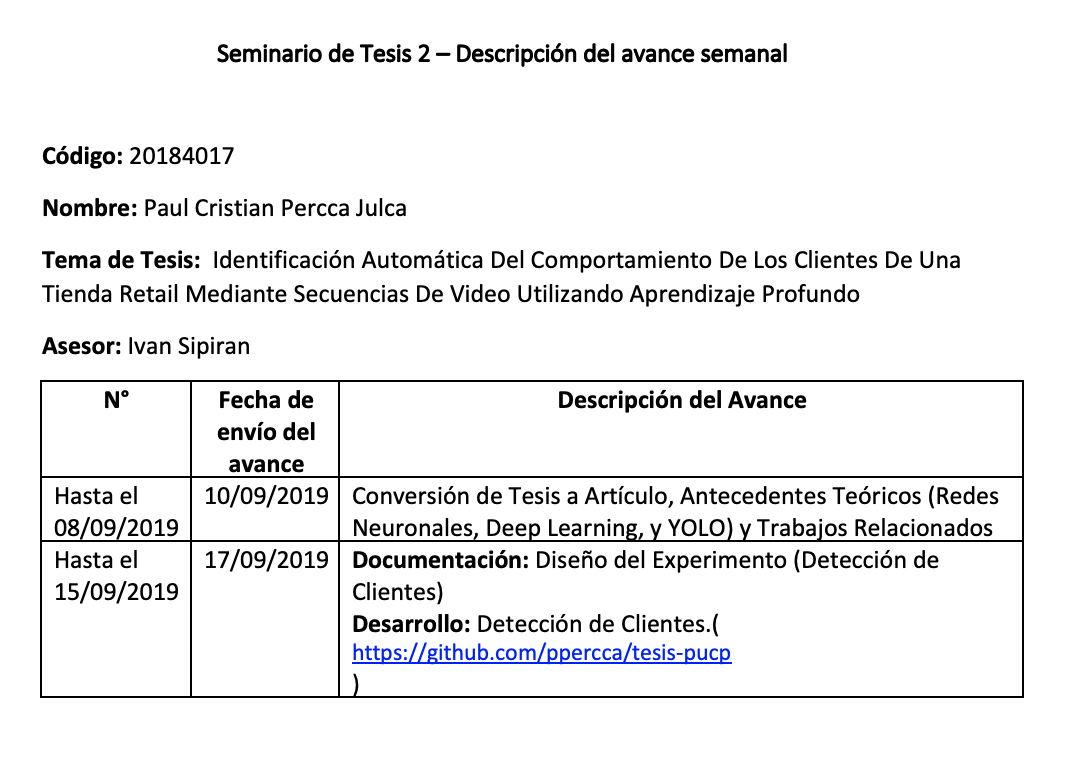 Seminario de Tesis 2 – Descripción del avance semanal
Código: 20184017
Nombre: Paul Cristian Percca Julca
Tema de Tesis: Identificación Automática Del Comportamiento De Los Clientes De Una
Tienda Retail Mediante Secuencias De Video Utilizando Aprendizaje Profundo
Asesor: Ivan Sipiran
N°
Fecha de
envío del
avance
Descripción del Avance
Hasta el
08/09/2019
10/09/2019
Conversión de Tesis a Artículo, Antecedentes Teóricos (Redes
Neuronales, Deep Learning, y YOLO) y Trabajos Relacionados
Hasta el
15/09/2019
17/09/2019
Documentación: Diseño del Experimento (Detección de
Clientes)
Desarrollo: Detección de Clientes.(
https://github.com/ppercca/tesis-pucp
)